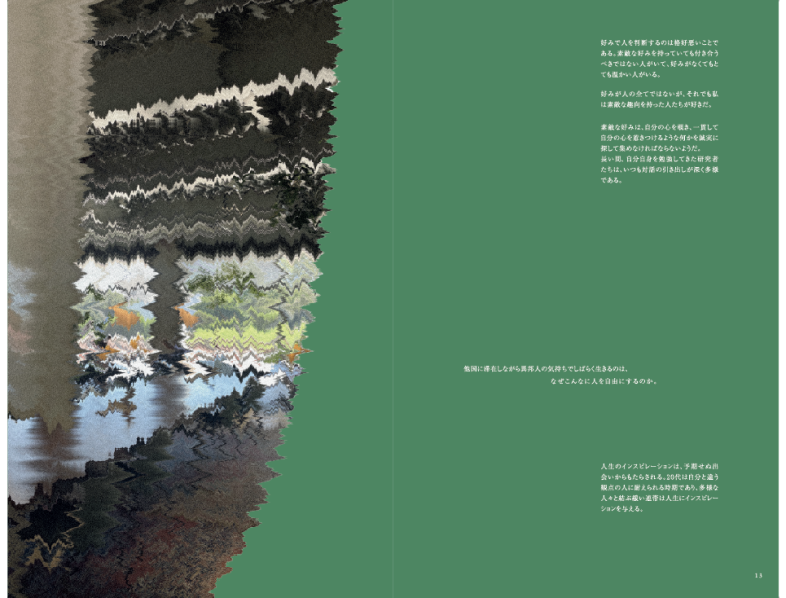 好みで人を判断するのは格好悪いことで
ある。素敵な好みを持っていても付き合う
べきではない人がいて、好みがなくてもと
ても温かい人がいる。
好みが人の全てではないが、それでも私
は素敵な趣向を持った人たちが好きだ。
素敵な好みは、自分の心を覗き、一貫して
自分の心を惹きつけるような何かを誠実に
探して集めなければならないようだ。
長い間、自分自身を勉強してきた研究者
たちは、いつも対話の引き出しが深く多様
である。
他国に滞在しながら異邦人の気持ちでしばらく生きるのは、
なぜこんなに人を自由にするのか。
人生のインスピレーションは、予期せぬ出
会いからもたらされる。20代は自分と違う
観点の人に耐えられる時期であり、多様な
人々と結ぶ緩い連帯は人生にインスピレー
ションを与える。
13